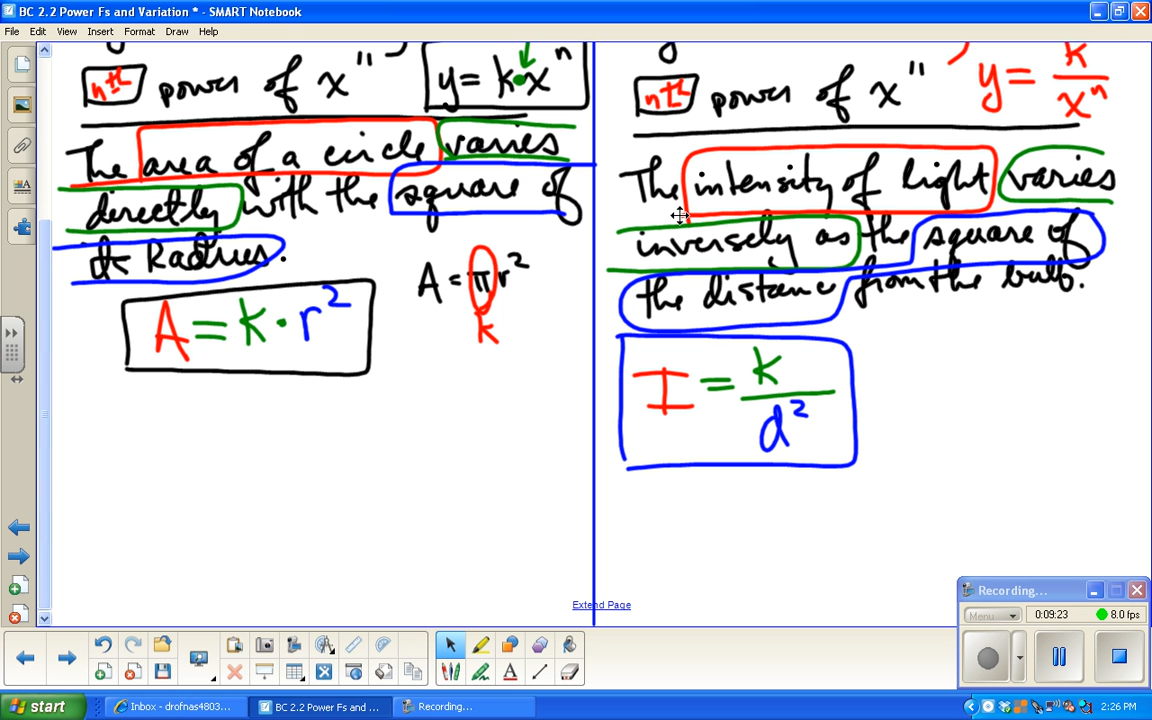 BC 2.2 Power Fs and Variation * - SMART Notebook
File Edit View Insert Format Draw Help
nth power of x"
y = k·xⁿ
The area of a circle varies
directly with the square of
its Radius.
A = πr²
k
A = k · r²
nth power of x"
y = k/xⁿ
The intensity of light varies
inversely as the square of
the distance from the bulb.
I = k/d²
Extend Page
Recording...
Menu
0:09:23
8.0 fps
start
Inbox - drofnas4803...
BC 2.2 Power Fs and ...
Recording...
2:26 PM